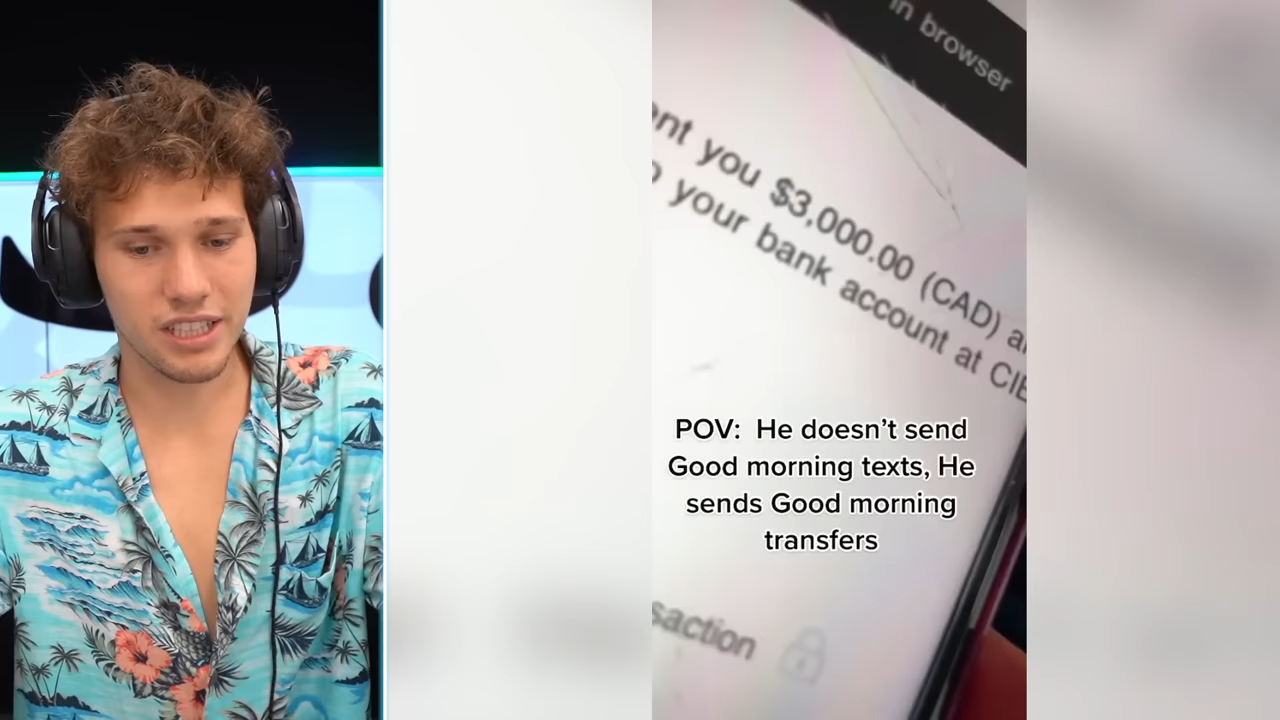 in browser
ent you $3,000.00 (CAD) a
your bank account at CIB
POV:  He doesn’t send
Good morning texts, He
sends Good morning
transfers
saction